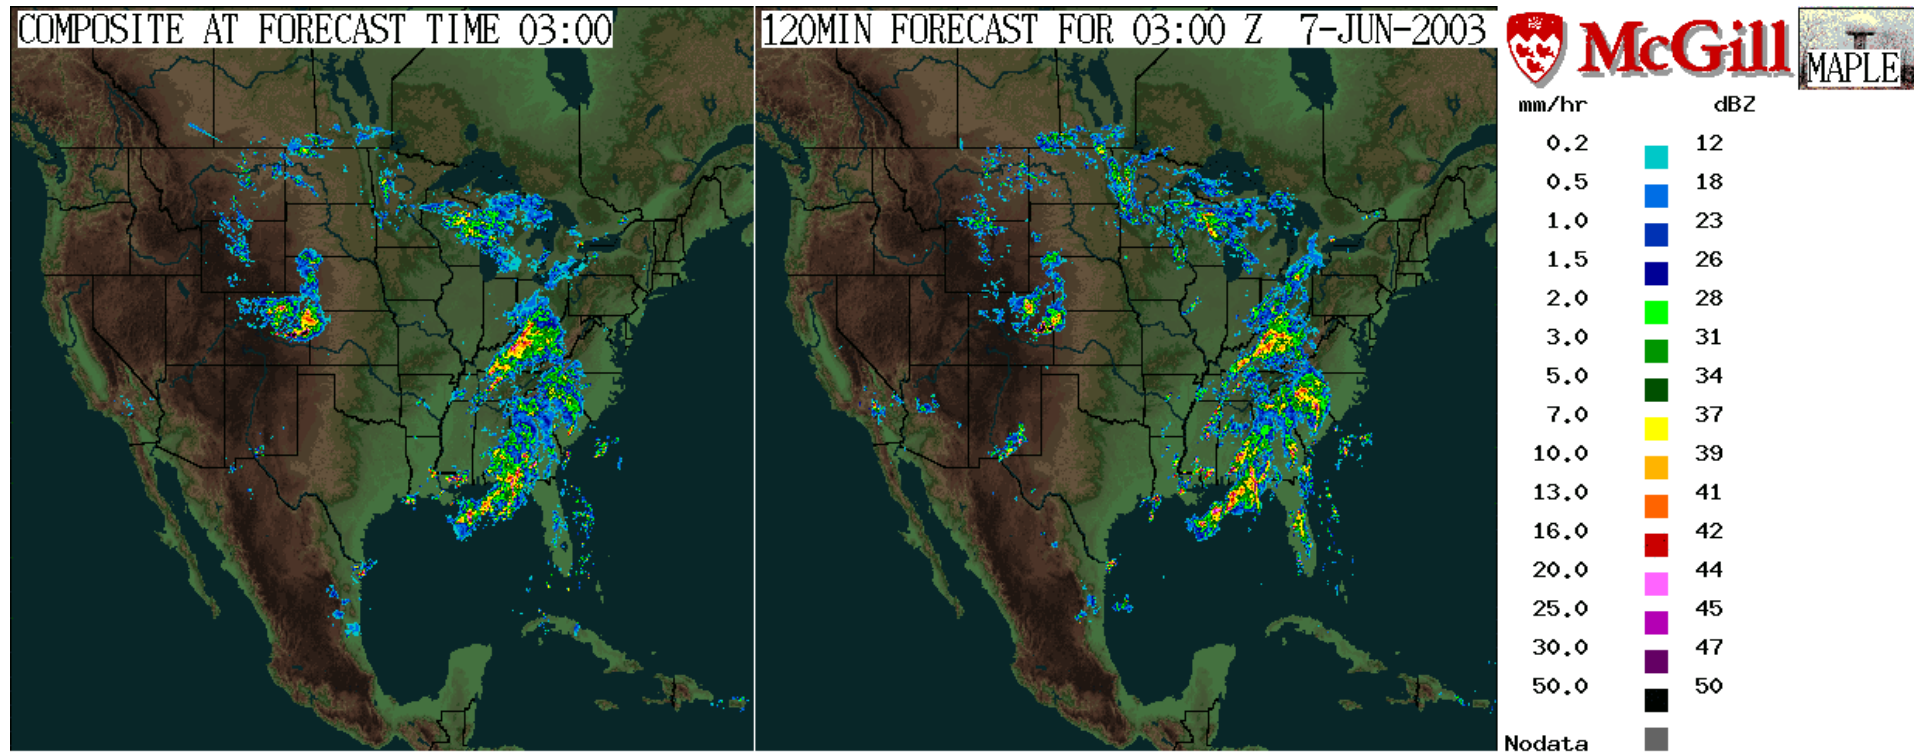 COMPOSITE AT FORECAST TIME 03:00
120MIN FORECAST FOR 03:00 Z 7-JUN-2003
McGill
MAPLE
mm/hr dBZ
0.2 12
0.5 18
1.0 23
1.5 26
2.0 28
3.0 31
5.0 34
7.0 37
10.0 39
13.0 41
16.0 42
20.0 44
25.0 45
30.0 47
50.0 50
Nodata